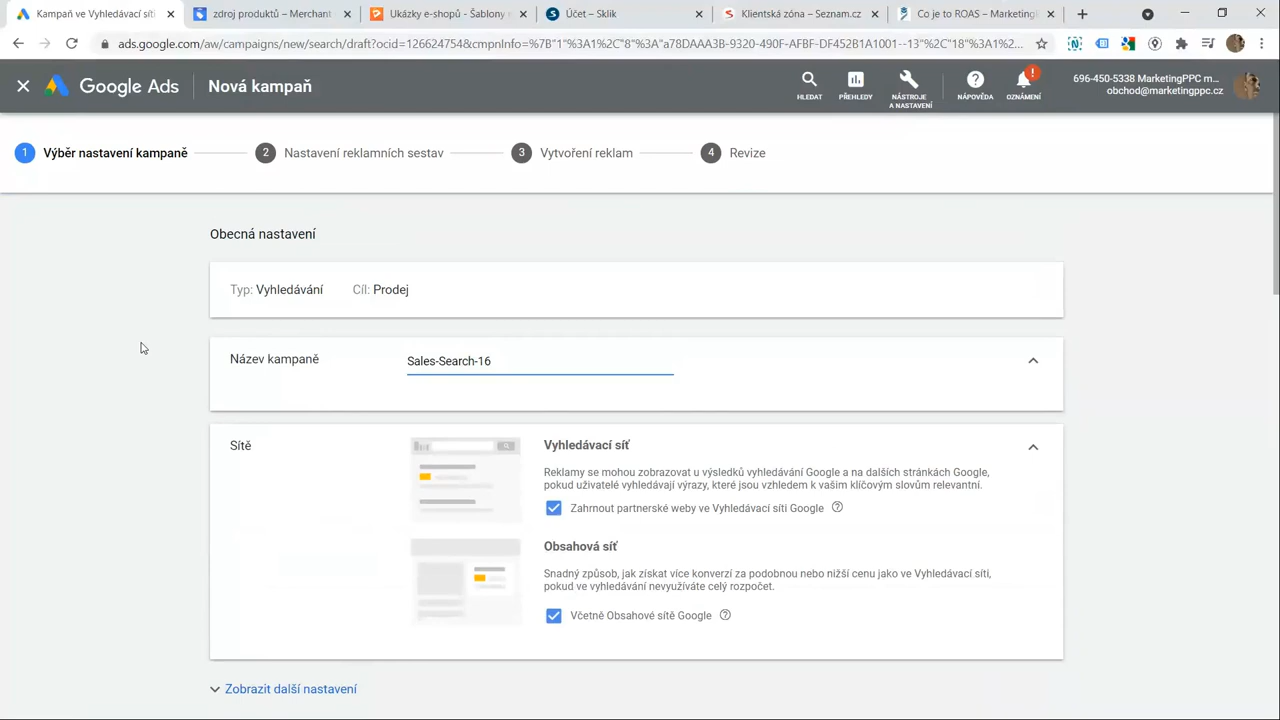 Kampaň ve Vyhledávací síti
zdroj produktů – Merchant
Ukázky e-shopů - Šablony e
Účet – Sklik
Klientská zóna – Seznam.cz
Co je to ROAS – Marketing
ads.google.com/aw/campaigns/new/search/draft?ocid=126924754&cmpnInfo=%7B"1"%3A1%2C"8"%3A"a78DAAA3B-9320-490F-AFBF-DF452B1A1001--13"%2C"18"%3A1%2...
Google Ads
Nová kampaň
HLEDAT
PŘEHLEDY
NÁSTROJE
A NASTAVENÍ
NÁPOVĚDA
OZNÁMENÍ
696-450-5338 MarketingPPC m...
obchod@marketingppc.cz
1 Výběr nastavení kampaně
2 Nastavení reklamních sestav
3 Vytvoření reklam
4 Revize
Obecná nastavení
Typ: Vyhledávání Cíl: Prodej
Název kampaně
Sales-Search-16
Sítě
Vyhledávací síť
Reklamy se mohou zobrazovat u výsledků vyhledávání Google a na dalších stránkách Google,
pokud uživatelé vyhledávají výrazy, které jsou vzhledem k vašim klíčovým slovům relevantní.
Zahrnout partnerské weby ve Vyhledávací síti Google
Obsahová síť
Snadný způsob, jak získat více konverzí za podobnou nebo nižší cenu jako ve Vyhledávací síti,
pokud ve vyhledávání nevyužíváte celý rozpočet.
Včetně Obsahové sítě Google
Zobrazit další nastavení